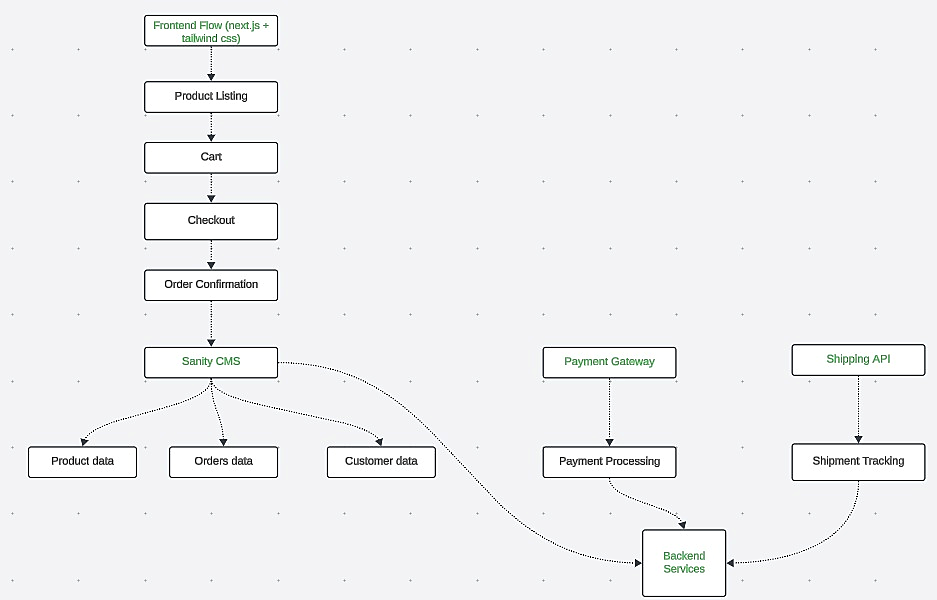 Frontend Flow (next.js +
tailwind css)
Product Listing
Cart
Checkout
Order Confirmation
Sanity CMS
Payment Gateway
Shipping API
Product data
Orders data
Customer data
Payment Processing
Shipment Tracking
Backend
Services